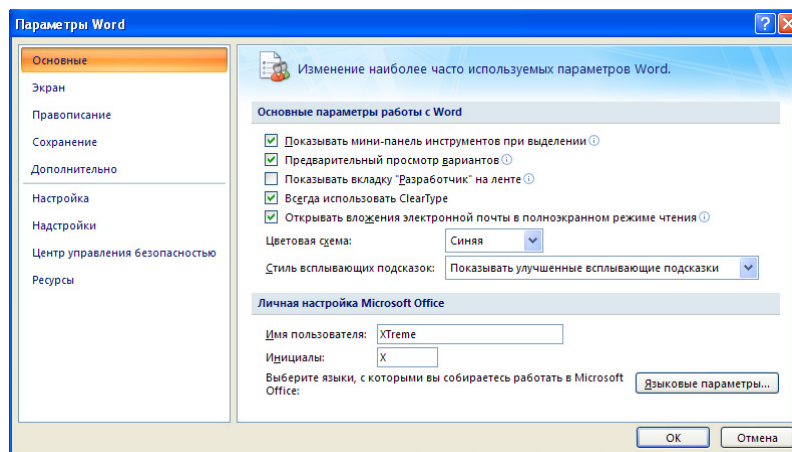 Параметры Word
Основные
Экран
Правописание
Сохранение
Дополнительно
Настройка
Надстройки
Центр управления безопасностью
Ресурсы
Изменение наиболее часто используемых параметров Word.
Основные параметры работы с Word
Показывать мини-панель инструментов при выделении
Предварительный просмотр вариантов
Показывать вкладку "Разработчик" на ленте
Всегда использовать ClearType
Открывать вложения электронной почты в полноэкранном режиме чтения
Цветовая схема: Синяя
Стиль всплывающих подсказок: Показывать улучшенные всплывающие подсказки
Личная настройка Microsoft Office
Имя пользователя: XTreme
Инициалы: X
Выберите языки, с которыми вы собираетесь работать в Microsoft
Office: Языковые параметры...
ОК Отмена